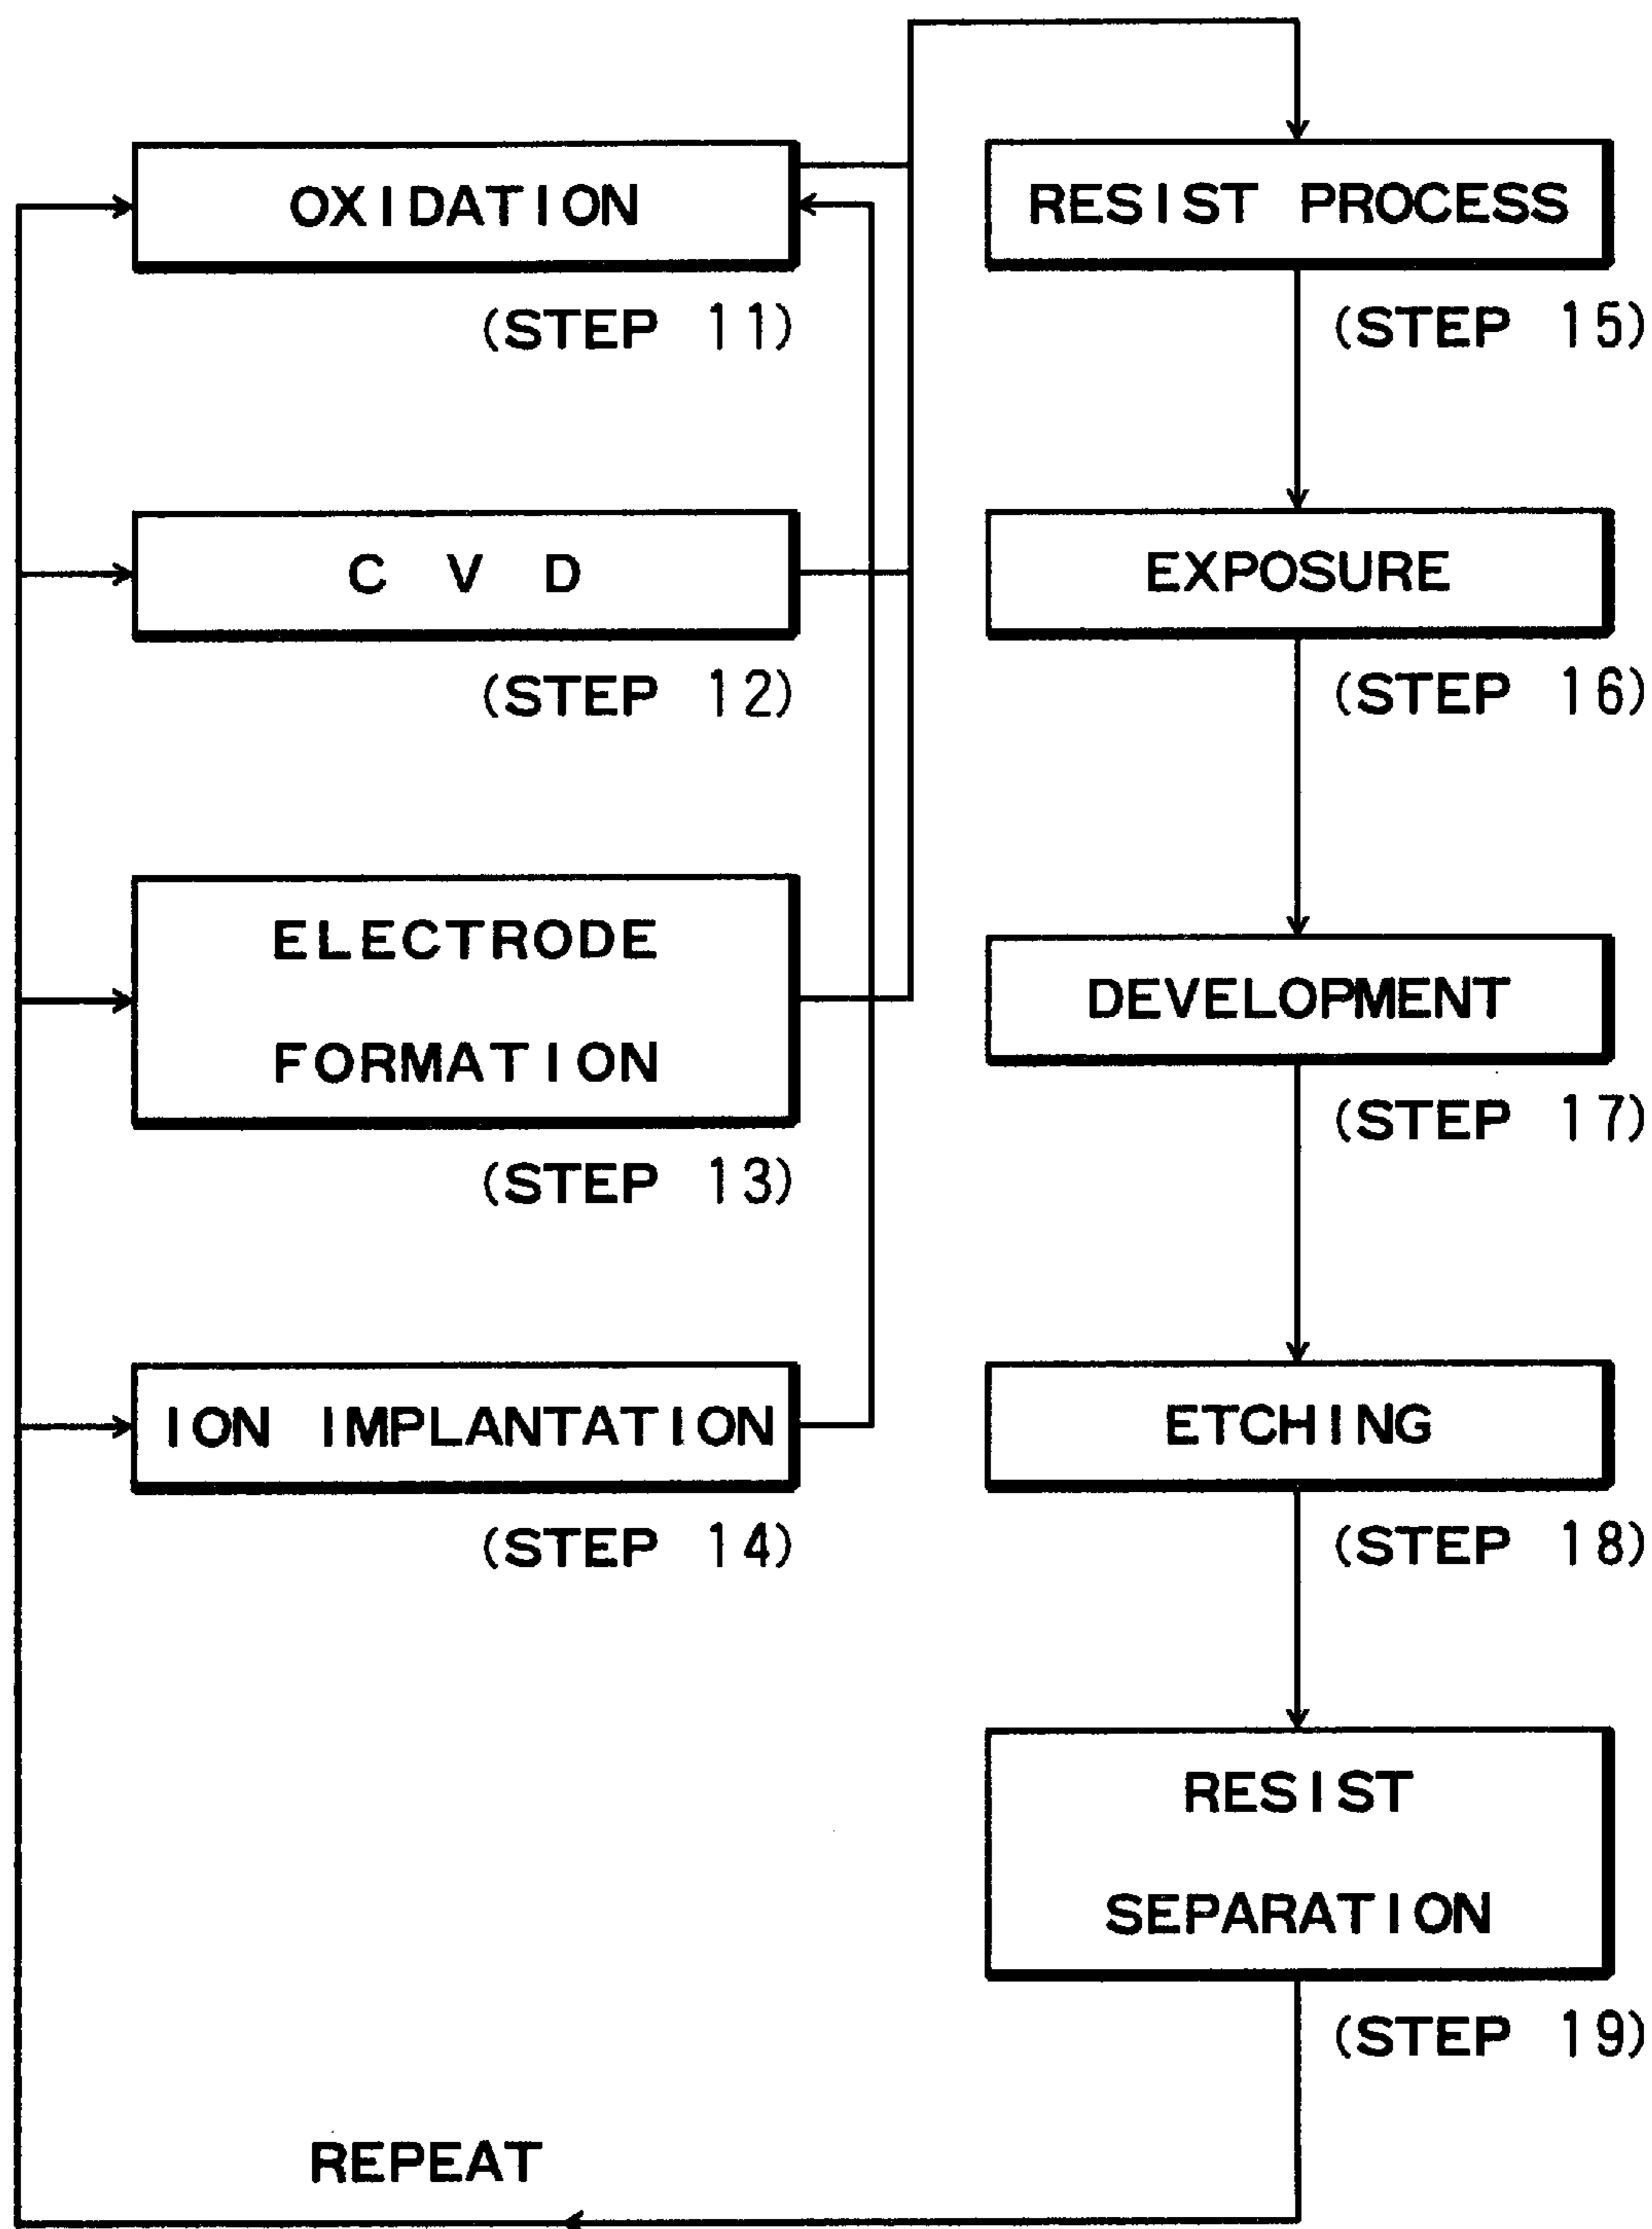 OXIDATION
(STEP 11)
C V D
(STEP 12)
ELECTRODE
FORMATION
(STEP 13)
ION IMPLANTATION
(STEP 14)
RESIST PROCESS
(STEP 15)
EXPOSURE
(STEP 16)
DEVELOPMENT
(STEP 17)
ETCHING
(STEP 18)
RESIST
SEPARATION
(STEP 19)
REPEAT